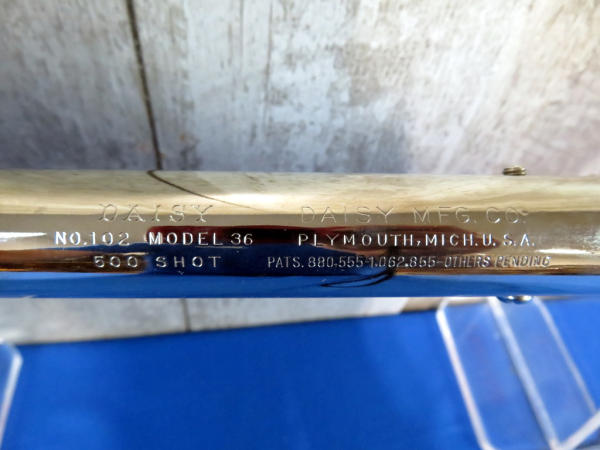 DAISY
NO. 102 MODEL 36
500 SHOT
DAISY MFG. CO.
PLYMOUTH, MICH. U. S. A.
PATS. 880-555-1.062.855-OTHERS PENDING